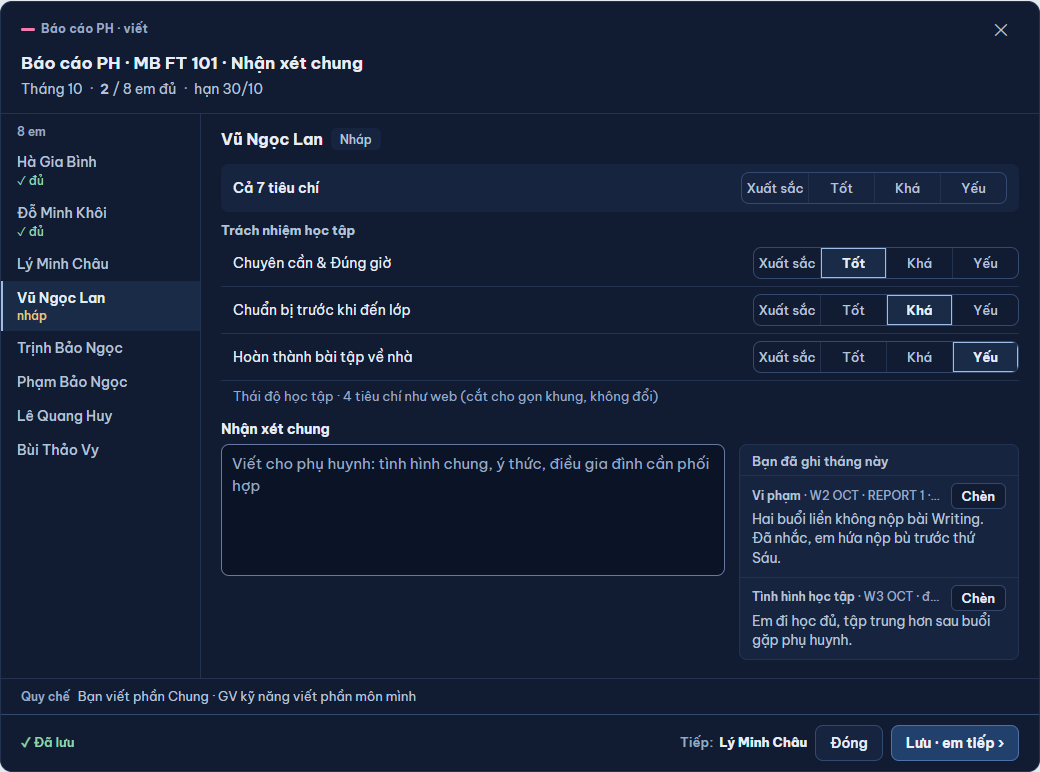 Báo cáo PH · viết
Báo cáo PH · MB FT 101 · Nhận xét chung
Tháng 10 · 2 / 8 em đủ · hạn 30/10
8 em
Hà Gia Bình
✓ đủ
Đỗ Minh Khôi
✓ đủ
Lý Minh Châu
Vũ Ngọc Lan
nháp
Trịnh Bảo Ngọc
Phạm Bảo Ngọc
Lê Quang Huy
Bùi Thảo Vy
Vũ Ngọc Lan Nháp
Cả 7 tiêu chí Xuất sắc Tốt Khá Yếu
Trách nhiệm học tập
Chuyên cần & Đúng giờ Xuất sắc Tốt Khá Yếu
Chuẩn bị trước khi đến lớp Xuất sắc Tốt Khá Yếu
Hoàn thành bài tập về nhà Xuất sắc Tốt Khá Yếu
Thái độ học tập · 4 tiêu chí như web (cắt cho gọn khung, không đổi)
Nhận xét chung
Viết cho phụ huynh: tình hình chung, ý thức, điều gia đình cần phối
hợp
Bạn đã ghi tháng này
Vi phạm · W2 OCT · REPORT 1 ·... Chèn
Hai buổi liền không nộp bài Writing.
Đã nhắc, em hứa nộp bù trước thứ
Sáu.
Tình hình học tập · W3 OCT · đ... Chèn
Em đi học đủ, tập trung hơn sau buổi
gặp phụ huynh.
Quy chế Bạn viết phần Chung · GV kỹ năng viết phần môn mình
✓ Đã lưu
Tiếp: Lý Minh Châu Đóng Lưu · em tiếp ›